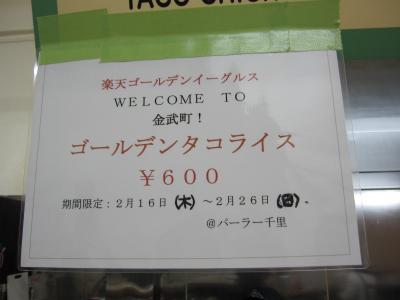 楽天ゴールデンイーグルス
WELCOME TO
金武町！
ゴールデンタコライス
￥６００
期間限定：２月１６日(木)～２月２６日(日)．
＠パーラー千里